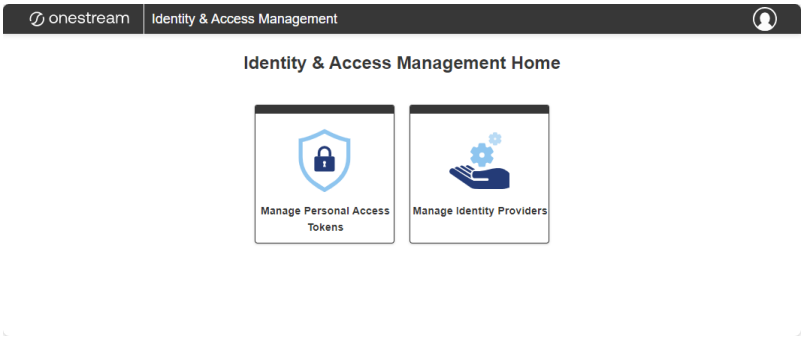 onestream Identity & Access Management
Identity & Access Management Home
Manage Personal Access
Tokens
Manage Identity Providers